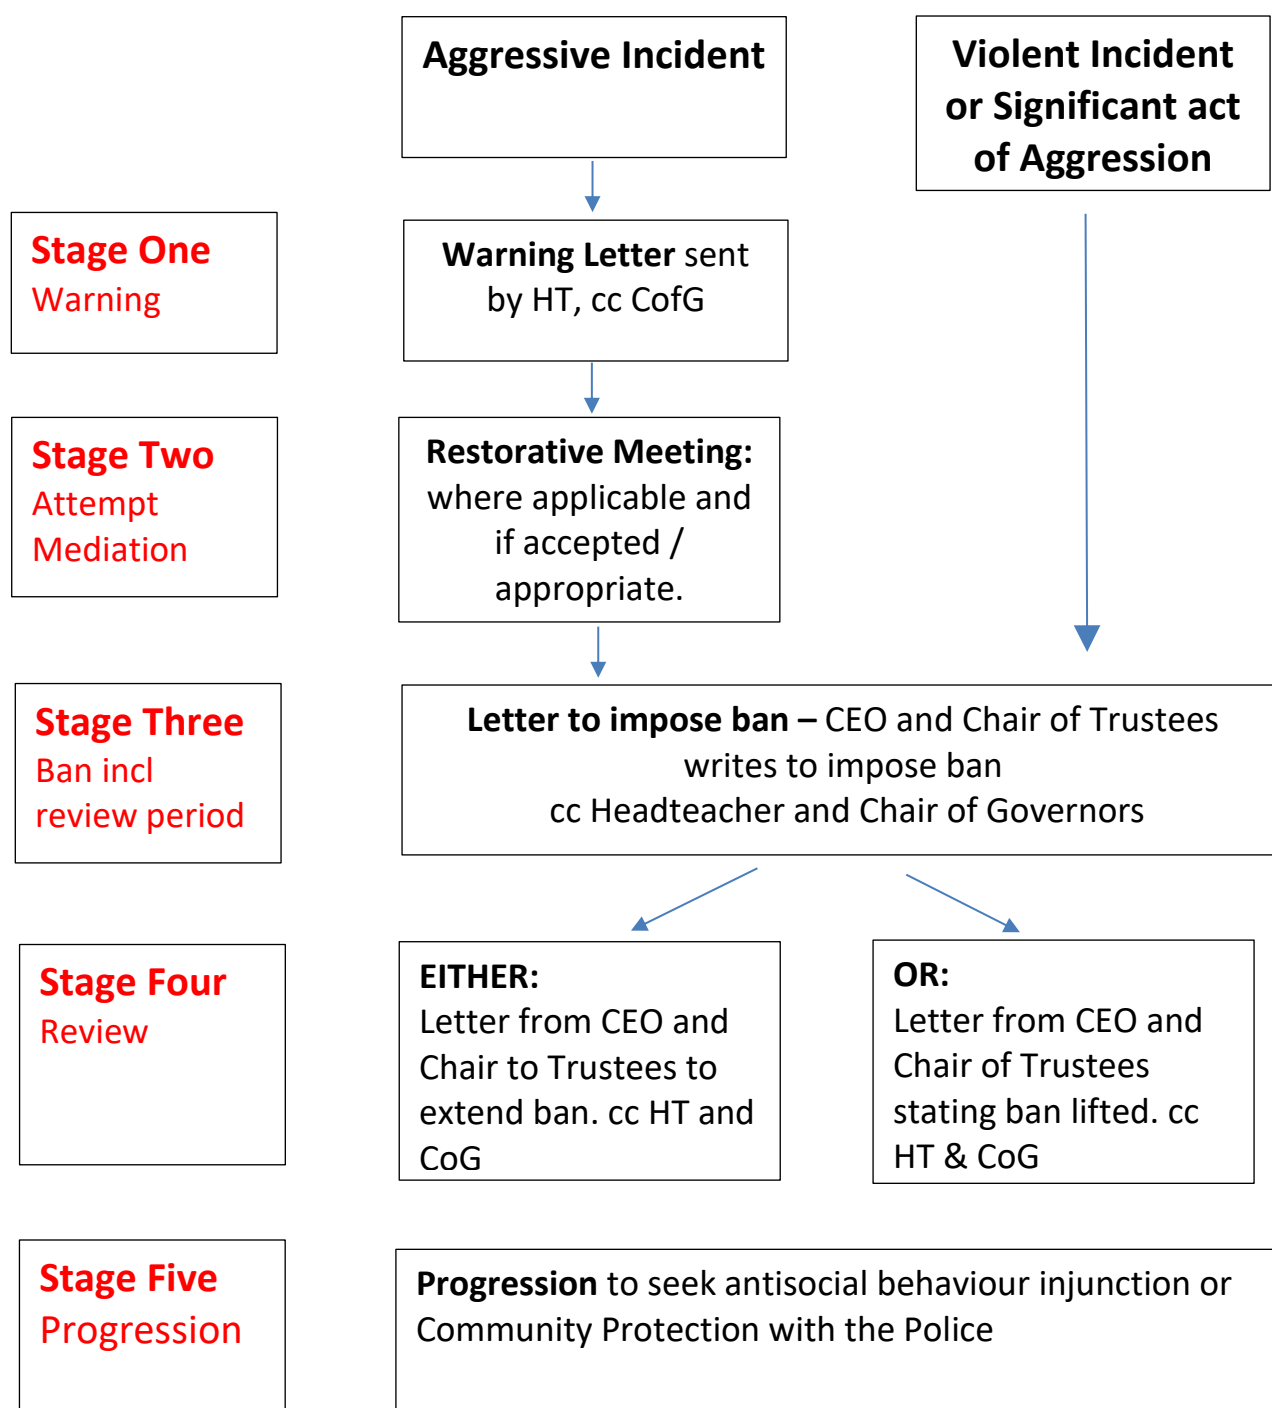 Aggressive Incident
Violent Incident
or Significant act
of Aggression
Stage One
Warning
Warning Letter sent
by HT, cc CofG
Stage Two
Attempt
Mediation
Restorative Meeting:
where applicable and
if accepted /
appropriate.
Stage Three
Ban incl
review period
Letter to impose ban – CEO and Chair of Trustees
writes to impose ban
cc Headteacher and Chair of Governors
Stage Four
Review
EITHER:
Letter from CEO and
Chair to Trustees to
extend ban. cc HT and
CoG
OR:
Letter from CEO and
Chair of Trustees
stating ban lifted. cc
HT & CoG
Stage Five
Progression
Progression to seek antisocial behaviour injunction or
Community Protection with the Police